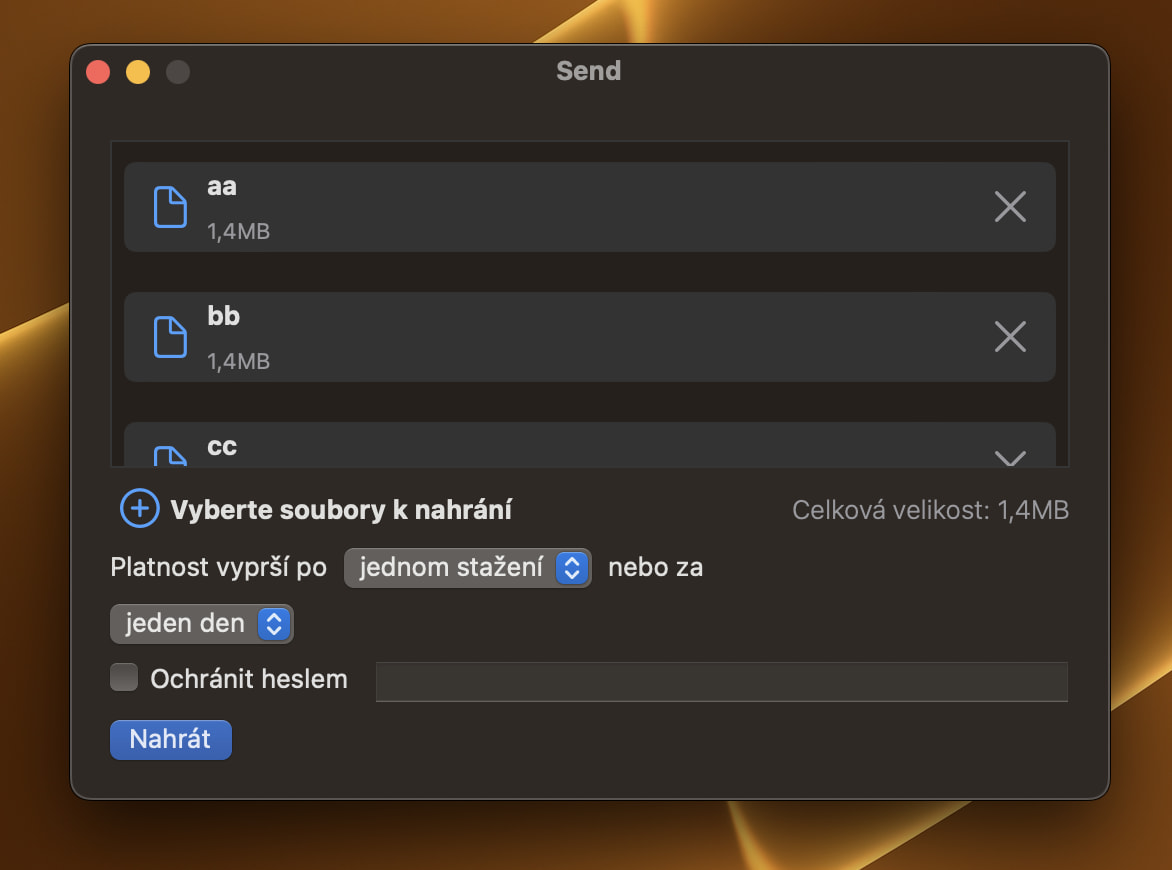 Send
aa
1,4MB
bb
1,4MB
cc
Vyberte soubory k nahrání
Celková velikost: 1,4MB
Platnost vyprší po jednom stažení nebo za
jeden den
Ochránit heslem
Nahrát